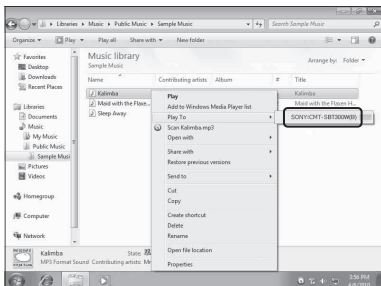 Libraries ▸ Music ▸ Public Music ▸ Sample Music
Search Sample Music
Organize Play Play all Share with New folder
Favorites
Desktop
Downloads
Recent Places
Libraries
Documents
Music
My Music
Public Music
Sample Musi
Pictures
Videos
Homegroup
Computer
Network
Music library
Sample Music
Arrange by: Folder
Name Contributing artists Album # Title
Kalimba Kalimba
Maid with the Flaxe... Maid with the Flaxen H...
Sleep Away
Play
Add to Windows Media Player list
Play To
SONY:CMT-SBT300W(B)
Scan Kalimba.mp3
Open with
Share with
Restore previous versions
Send to
Cut
Copy
Create shortcut
Delete
Rename
Open file location
Properties
Kalimba State:
MP3 Format Sound Contributing artists: Mr
3:56 PM